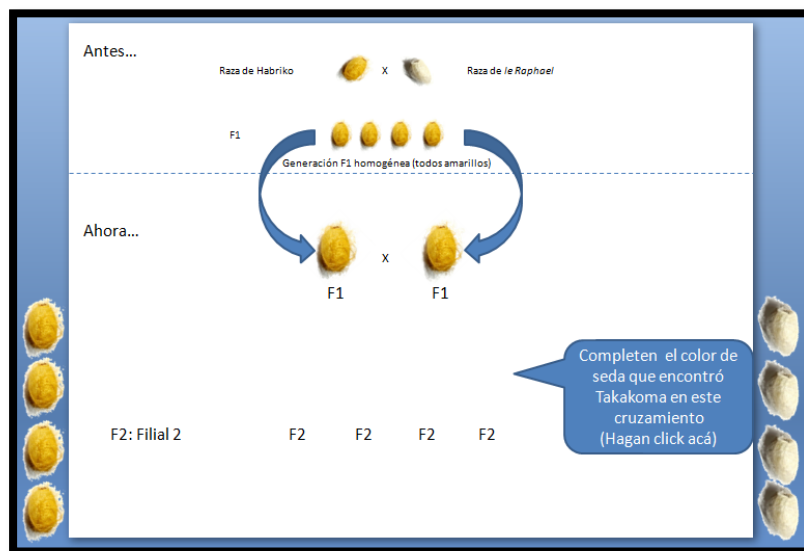 Antes...
Raza de Habriko X Raza de le Raphael
F1
Generación F1 homogénea (todos amarillos)
Ahora...
X
F1 F1
Completen el color de
seda que encontró
Takakoma en este
cruzamiento
(Hagan click acá)
F2: Filial 2 F2 F2 F2 F2